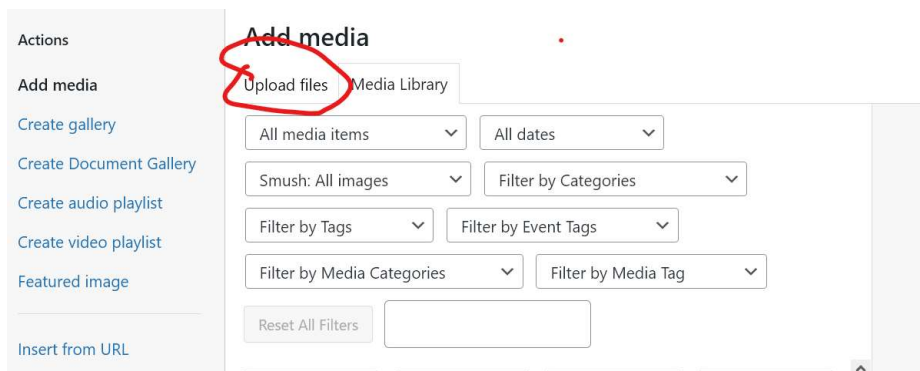 Actions
Add media
Create gallery
Create Document Gallery
Create audio playlist
Create video playlist
Featured image
Insert from URL
Add media
Upload files Media Library
All media items All dates
Smush: All images Filter by Categories
Filter by Tags Filter by Event Tags
Filter by Media Categories Filter by Media Tag
Reset All Filters